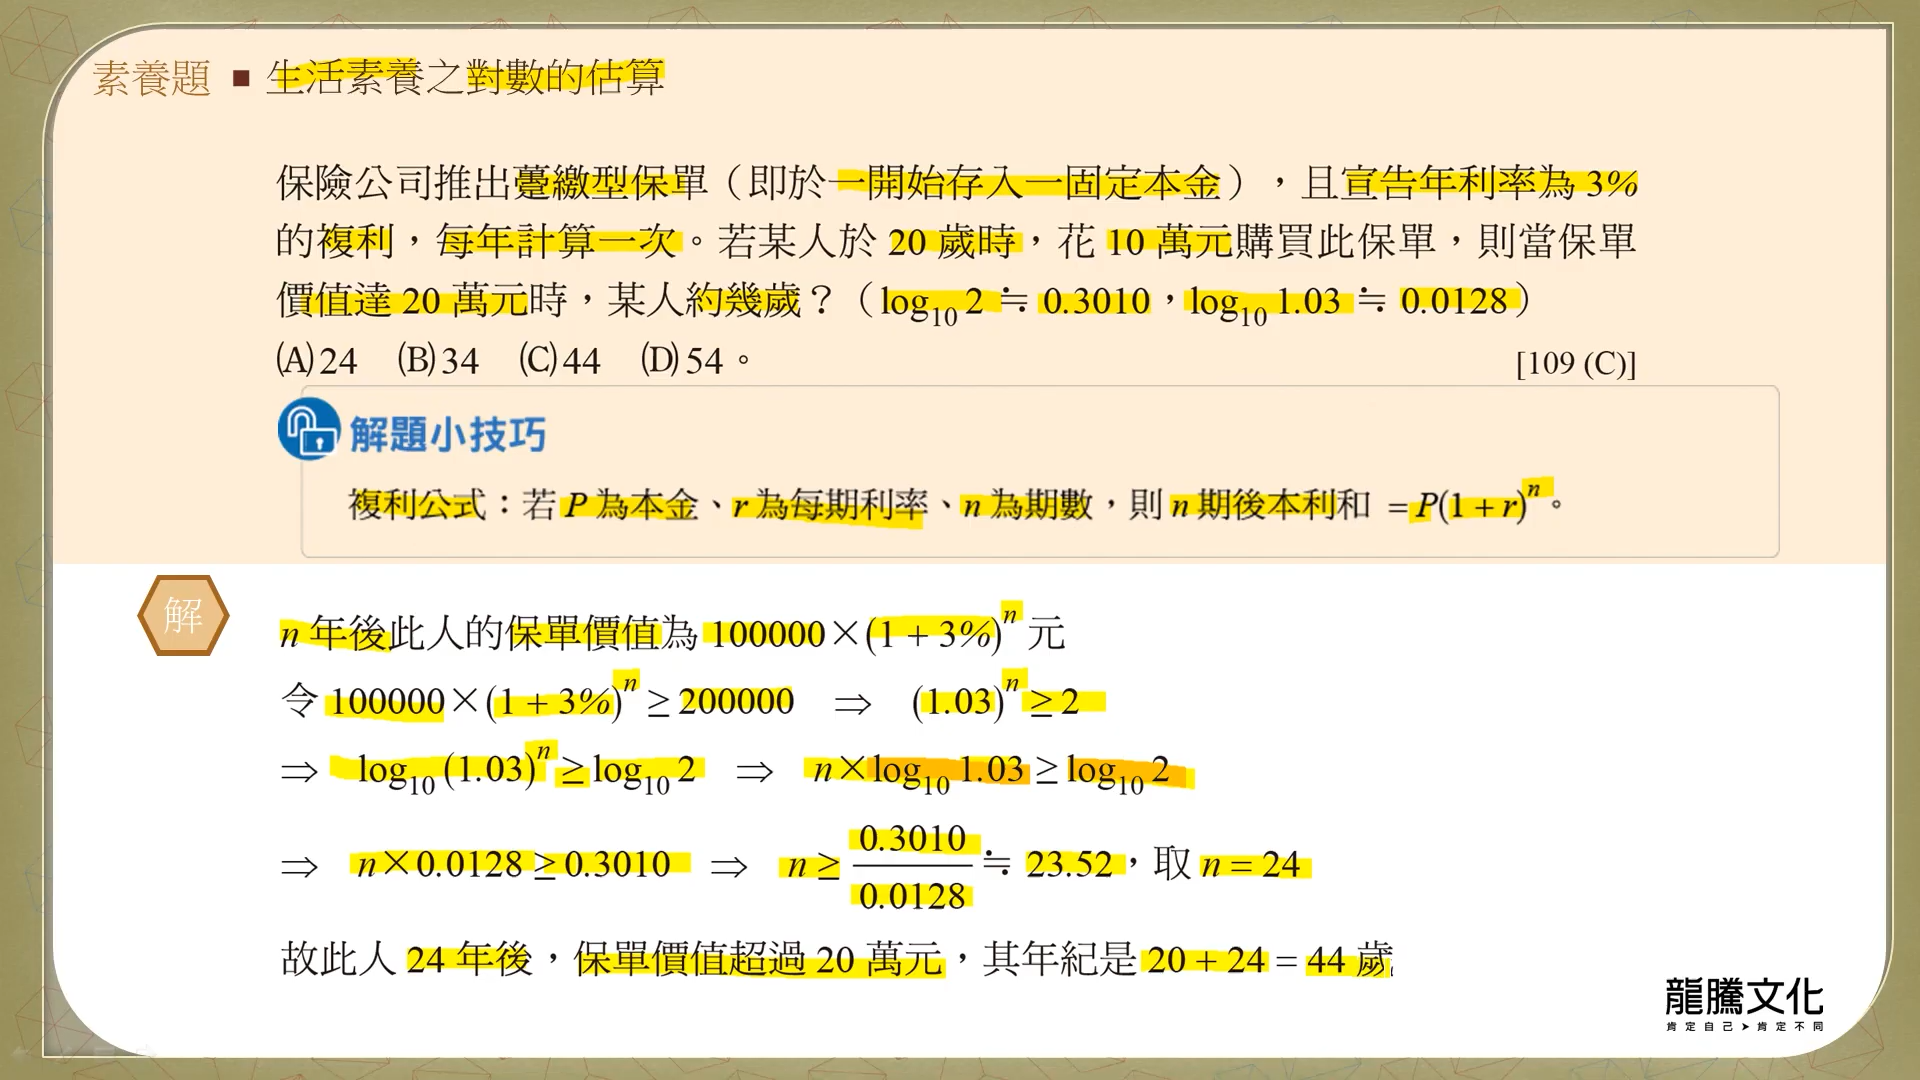 素養題 ■ 生活素養之對數的估算
保險公司推出躉繳型保單（即於一開始存入一固定本金），且宣告年利率為 3%
的複利，每年計算一次。若某人於 20 歲時，花 10 萬元購買此保單，則當保單
價值達 20 萬元時，某人約幾歲？（log₁₀ 2 ≒ 0.3010，log₁₀ 1.03 ≒ 0.0128）
(A) 24 (B) 34 (C) 44 (D) 54。 [109 (C)]
解題小技巧
複利公式：若 P 為本金、r 為每期利率、n 為期數，則 n 期後本利和 = P(1 + r)ⁿ。
解
n 年後此人的保單價值為 100000×(1 + 3%)ⁿ 元
令 100000×(1 + 3%)ⁿ ≥ 200000 ⇒ (1.03)ⁿ ≥ 2
⇒ log₁₀ (1.03)ⁿ ≥ log₁₀ 2 ⇒ n×log₁₀ 1.03 ≥ log₁₀ 2
⇒ n×0.0128 ≥ 0.3010 ⇒ n ≥ 0.3010/0.0128 ≒ 23.52，取 n = 24
故此人 24 年後，保單價值超過 20 萬元，其年紀是 20 + 24 = 44 歲
龍騰文化
肯定自己➤肯定不同